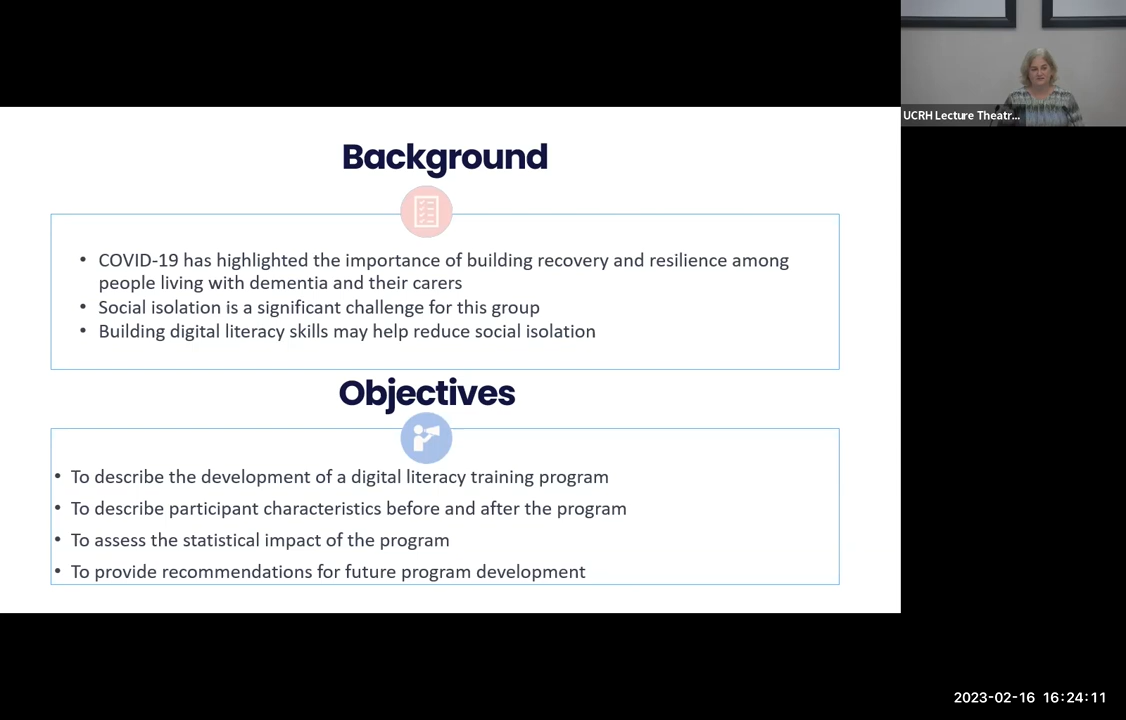 UCRH Lecture Theatr...
Background
• COVID-19 has highlighted the importance of building recovery and resilience among
people living with dementia and their carers
• Social isolation is a significant challenge for this group
• Building digital literacy skills may help reduce social isolation
Objectives
• To describe the development of a digital literacy training program
• To describe participant characteristics before and after the program
• To assess the statistical impact of the program
• To provide recommendations for future program development
2023-02-16 16:24:11